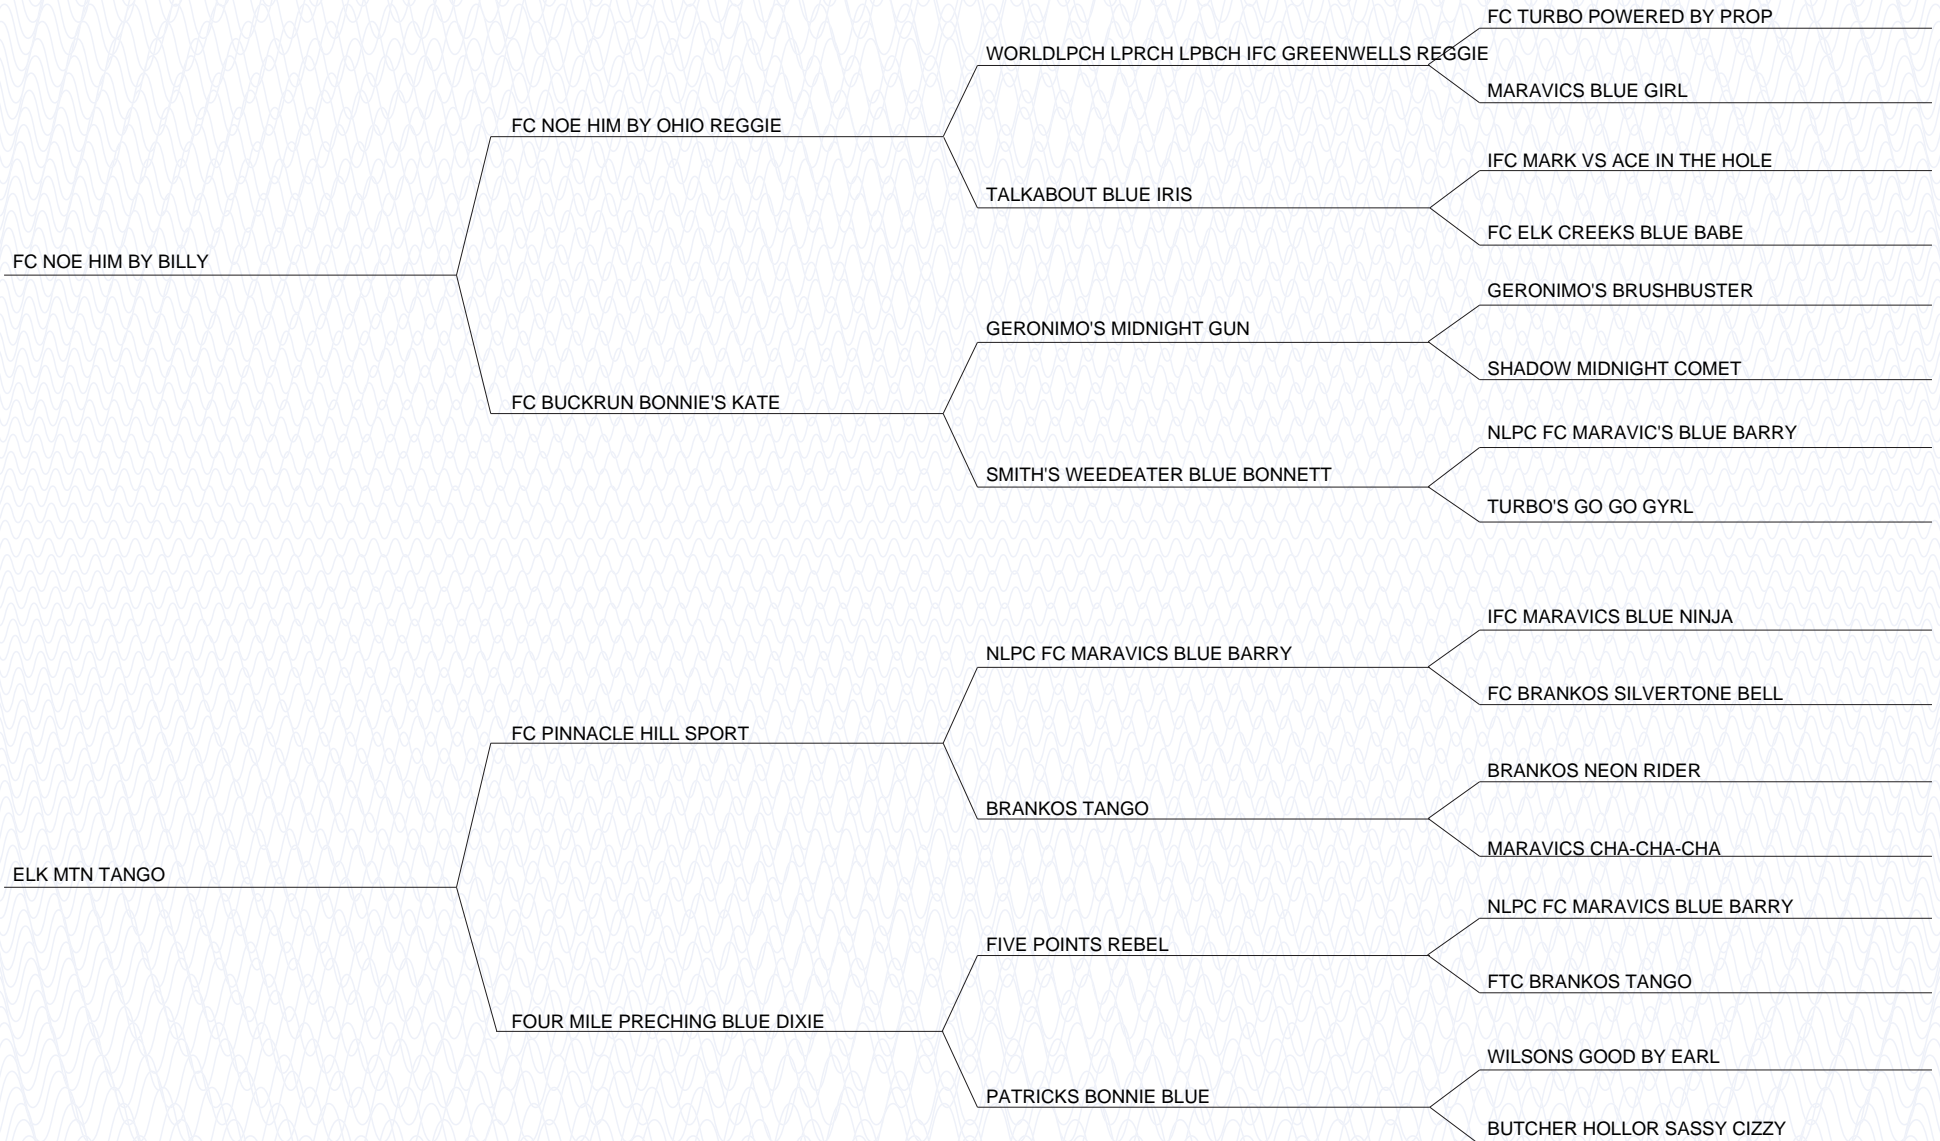 FC TURBO POWERED BY PROP
WORLDLPCH LPRCH LPBCH IFC GREENWELLS REGGIE
MARAVICS BLUE GIRL
FC NOE HIM BY OHIO REGGIE
IFC MARK VS ACE IN THE HOLE
TALKABOUT BLUE IRIS
FC ELK CREEKS BLUE BABE
FC NOE HIM BY BILLY
GERONIMO'S BRUSHBUSTER
GERONIMO'S MIDNIGHT GUN
SHADOW MIDNIGHT COMET
FC BUCKRUN BONNIE'S KATE
NLPC FC MARAVIC'S BLUE BARRY
SMITH'S WEEDEATER BLUE BONNETT
TURBO'S GO GO GYRL
IFC MARAVICS BLUE NINJA
NLPC FC MARAVICS BLUE BARRY
FC BRANKOS SILVERTONE BELL
FC PINNACLE HILL SPORT
BRANKOS NEON RIDER
BRANKOS TANGO
MARAVICS CHA-CHA-CHA
ELK MTN TANGO
NLPC FC MARAVICS BLUE BARRY
FIVE POINTS REBEL
FTC BRANKOS TANGO
FOUR MILE PRECHING BLUE DIXIE
WILSONS GOOD BY EARL
PATRICKS BONNIE BLUE
BUTCHER HOLLOR SASSY CIZZY